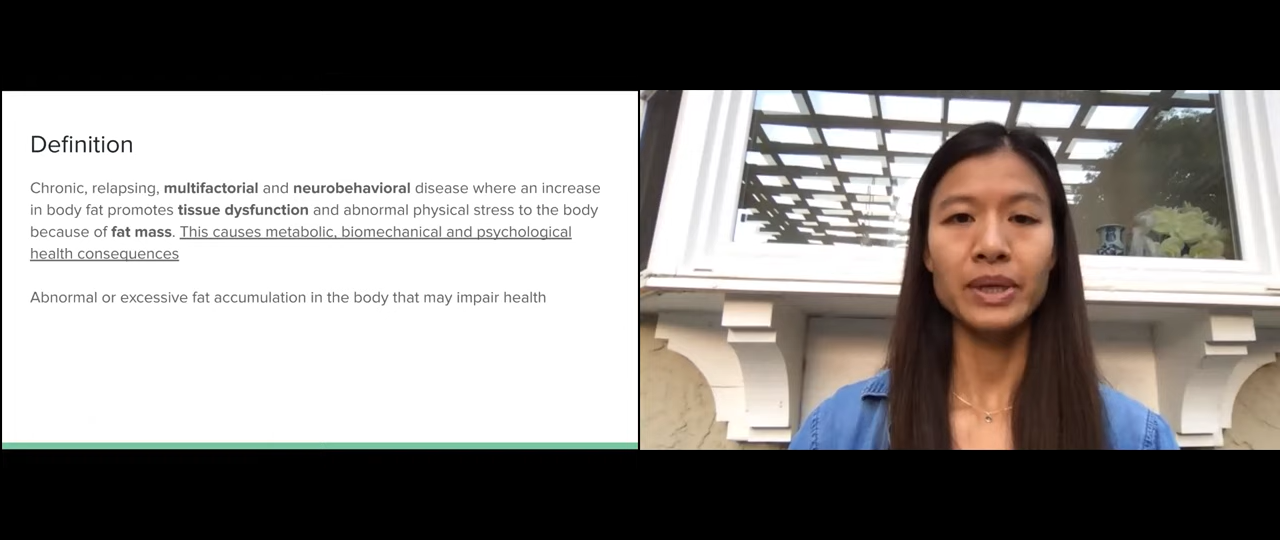 Definition
Chronic, relapsing, multifactorial and neurobehavioral disease where an increase
in body fat promotes tissue dysfunction and abnormal physical stress to the body
because of fat mass. This causes metabolic, biomechanical and psychological
health consequences
Abnormal or excessive fat accumulation in the body that may impair health